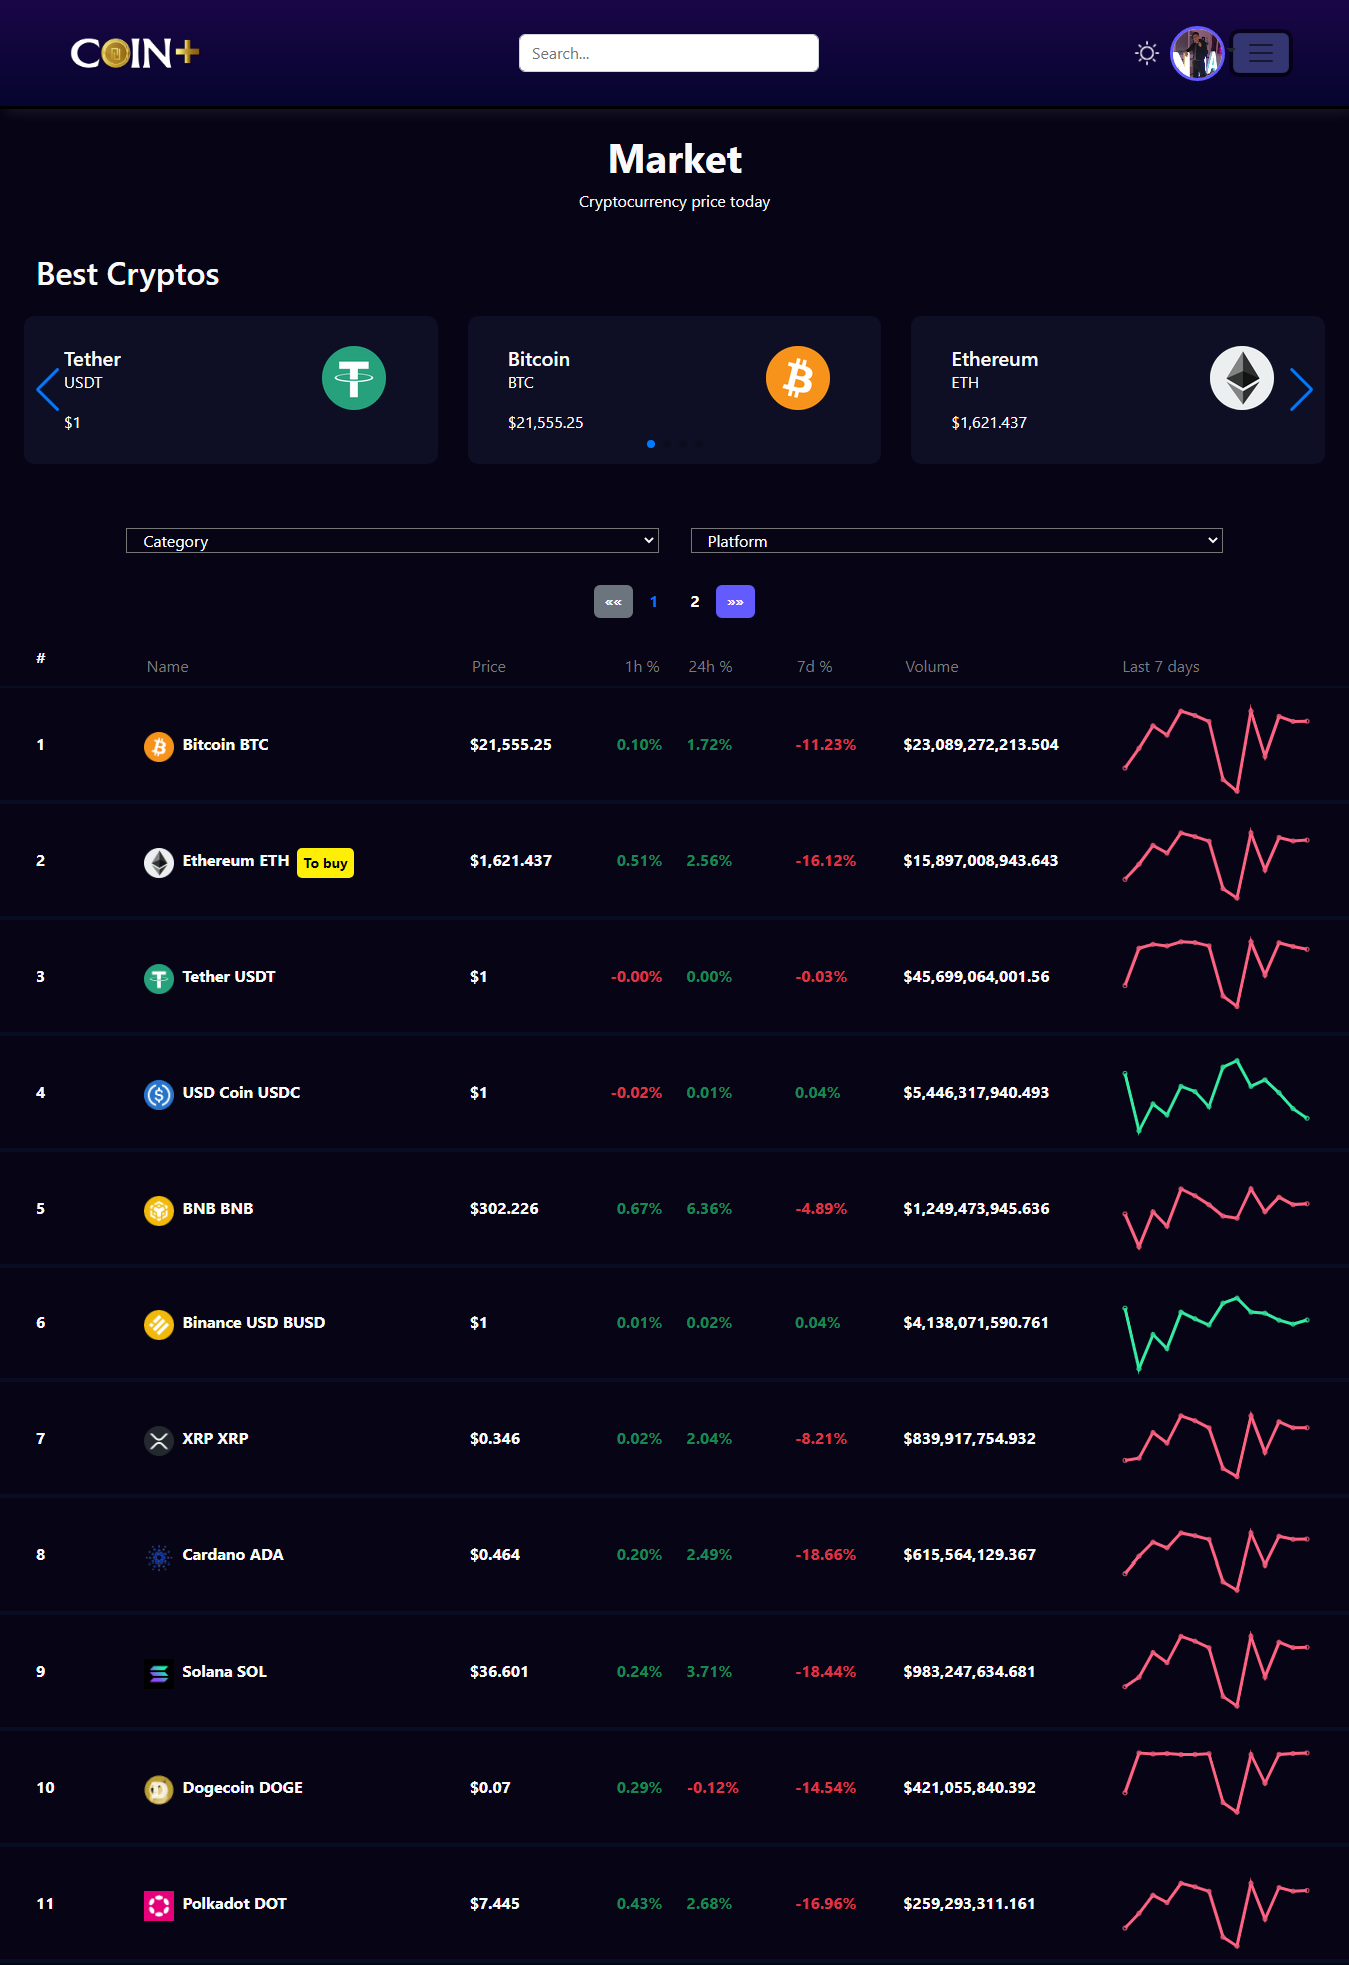 COIN+
Search...
Market
Cryptocurrency price today
Best Cryptos
Tether
USDT
$1
Bitcoin
BTC
$21,555.25
Ethereum
ETH
$1,621.437
Category
Platform
«« 1 2 »»
# Name Price 1h % 24h % 7d % Volume Last 7 days
1 Bitcoin BTC $21,555.25 0.10% 1.72% -11.23% $23,089,272,213.504
2 Ethereum ETH To buy $1,621.437 0.51% 2.56% -16.12% $15,897,008,943.643
3 Tether USDT $1 -0.00% 0.00% -0.03% $45,699,064,001.56
4 USD Coin USDC $1 -0.02% 0.01% 0.04% $5,446,317,940.493
5 BNB BNB $302.226 0.67% 6.36% -4.89% $1,249,473,945.636
6 Binance USD BUSD $1 0.01% 0.02% 0.04% $4,138,071,590.761
7 XRP XRP $0.346 0.02% 2.04% -8.21% $839,917,754.932
8 Cardano ADA $0.464 0.20% 2.49% -18.66% $615,564,129.367
9 Solana SOL $36.601 0.24% 3.71% -18.44% $983,247,634.681
10 Dogecoin DOGE $0.07 0.29% -0.12% -14.54% $421,055,840.392
11 Polkadot DOT $7.445 0.43% 2.68% -16.96% $259,293,311.161